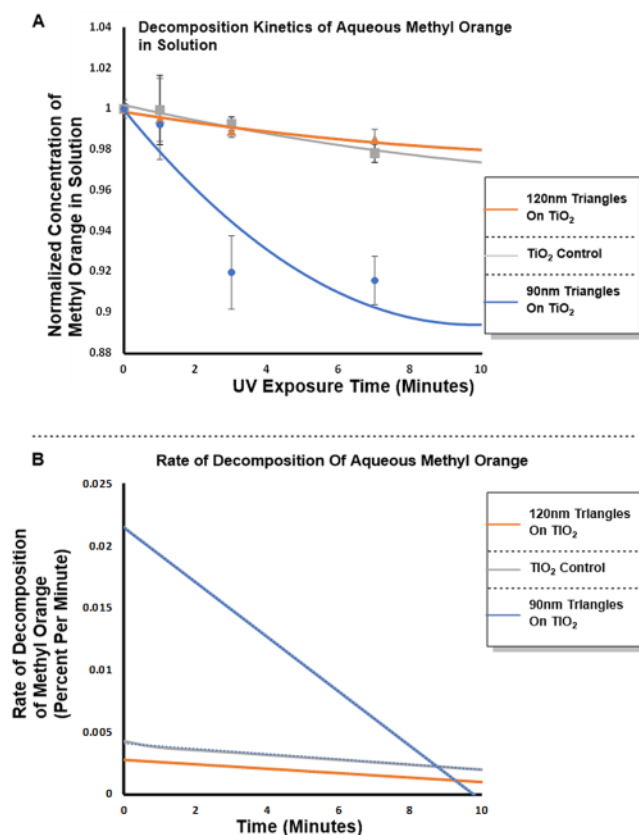 A
Decomposition Kinetics of Aqueous Methyl Orange
in Solution
1.04
1.02
1
0.98
0.96
0.94
0.92
0.9
0.88
Normalized Concentration of
Methyl Orange in Solution
0
2
4
6
8
10
UV Exposure Time (Minutes)
120nm Triangles
On TiO₂
TiO₂ Control
90nm Triangles
On TiO₂
B
Rate of Decomposition Of Aqueous Methyl Orange
0.025
0.02
0.015
0.01
0.005
0
Rate of Decomposition
of Methyl Orange
(Percent Per Minute)
0
2
4
6
8
10
Time (Minutes)
120nm Triangles
On TiO₂
TiO₂ Control
90nm Triangles
On TiO₂